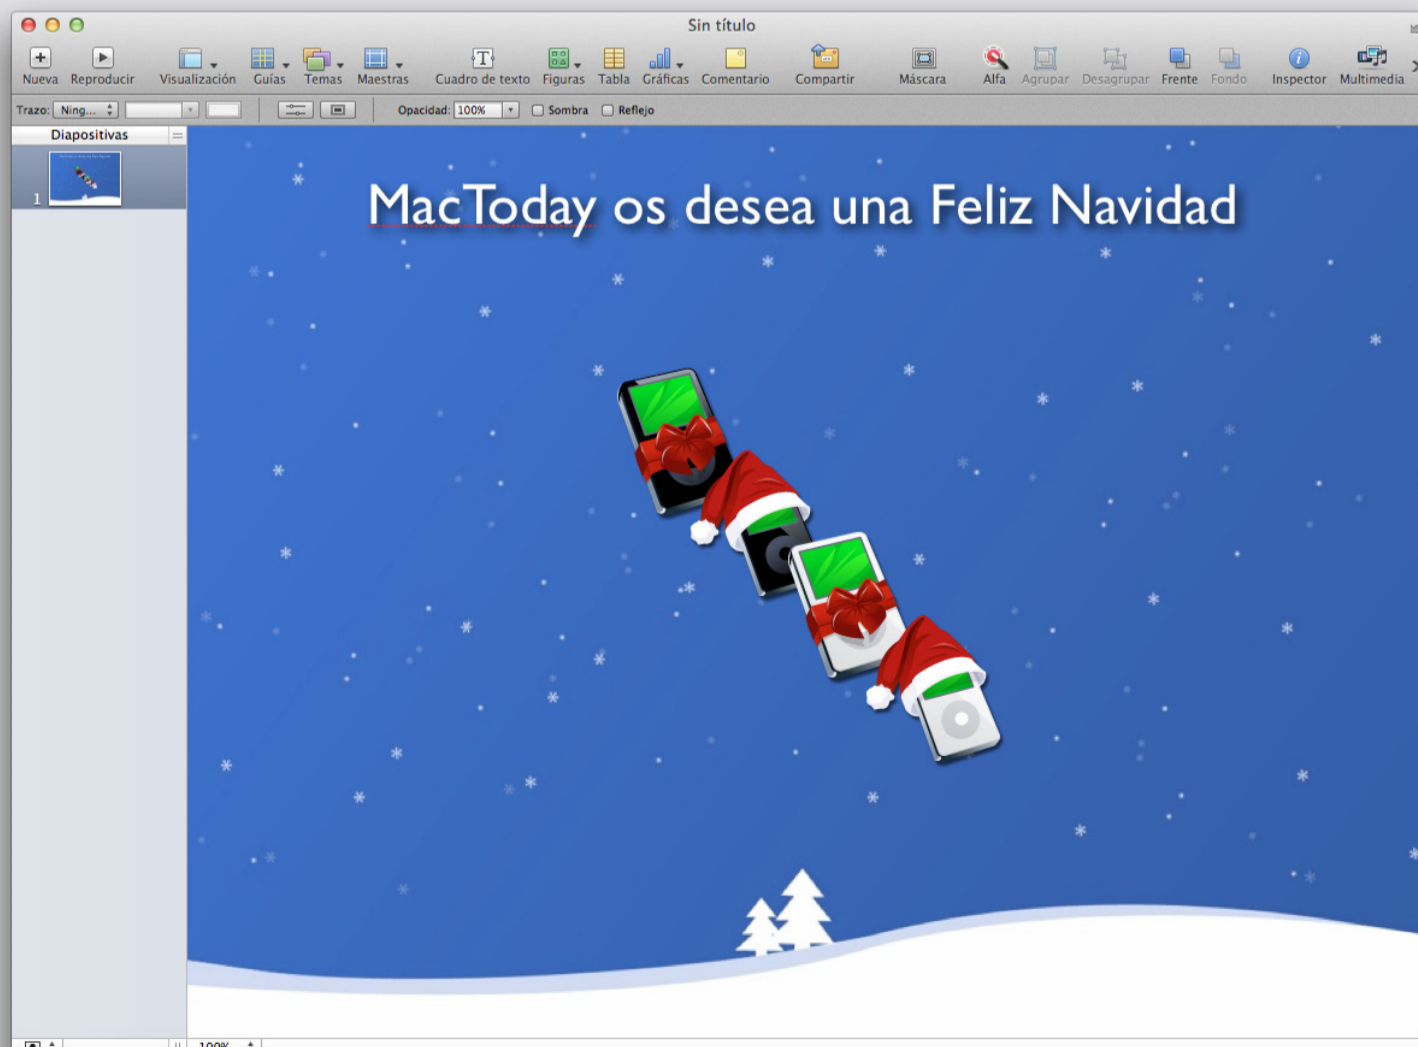 Sin título
Nueva Reproducir Visualización Guías Temas Maestras Cuadro de texto Figuras Tabla Gráficas Comentario Compartir Máscara Alfa Agrupar Desagrupar Frente Fondo Inspector Multimedia
Trazo: Ning... Opacidad: 100% Sombra Reflejo
Diapositivas
1
MacToday os desea una Feliz Navidad
100%